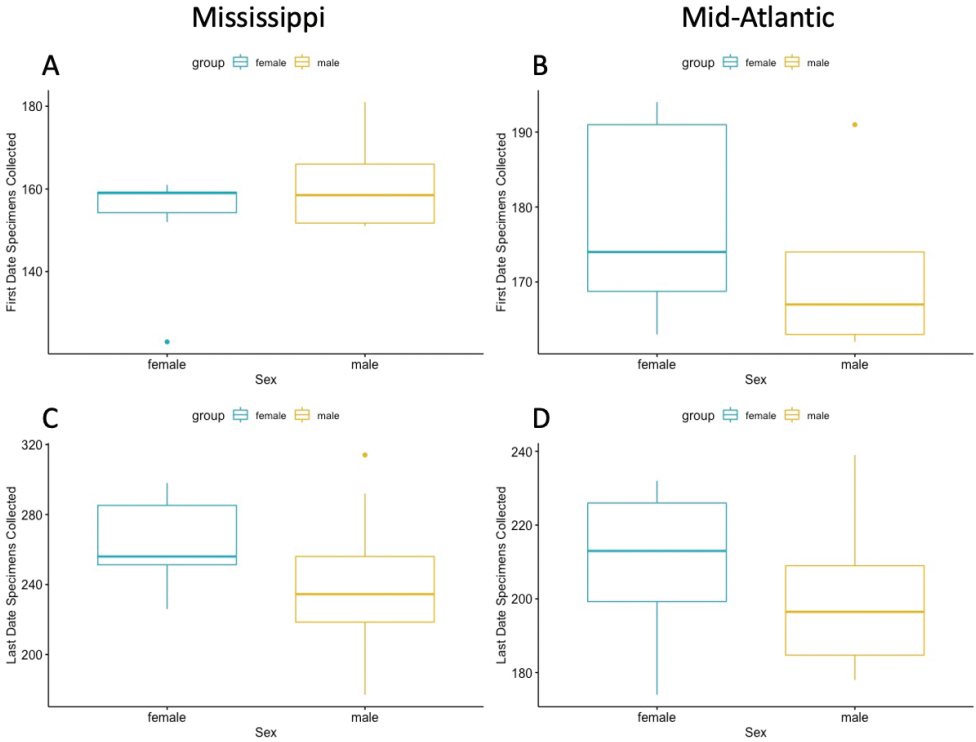 Mississippi
Mid-Atlantic
A
group female male
First Date Specimens Collected
180
160
140
female male
Sex
B
group female male
First Date Specimens Collected
190
180
170
female male
Sex
C
group female male
Last Date Specimens Collected
320
280
240
200
female male
Sex
D
group female male
Last Date Specimens Collected
240
220
200
180
female male
Sex